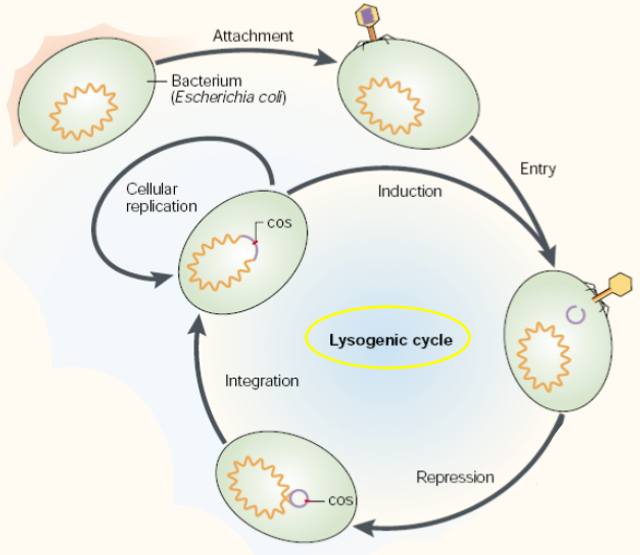 Attachment
Bacterium
(Escherichia coli)
Entry
Cellular
replication
Induction
cos
Lysogenic cycle
Integration
Repression
cos